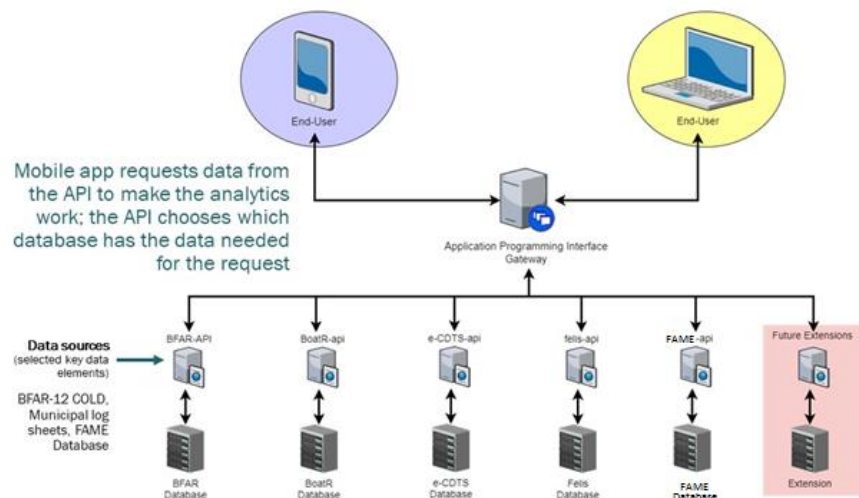 End-User
End-User
Mobile app requests data from
the API to make the analytics
work; the API chooses which
database has the data needed
for the request
Application Programming Interface
Gateway
Data sources
(selected key data
elements)
BFAR-12 COLD,
Municipal log
sheets, FAME
Database
BFAR-API
BoatR-api
e-CDTS-api
felis-api
FAME-api
Future Extensions
BFAR
Database
BoatR
Database
e-CDTS
Database
Felis
Database
FAME
Database
Extension